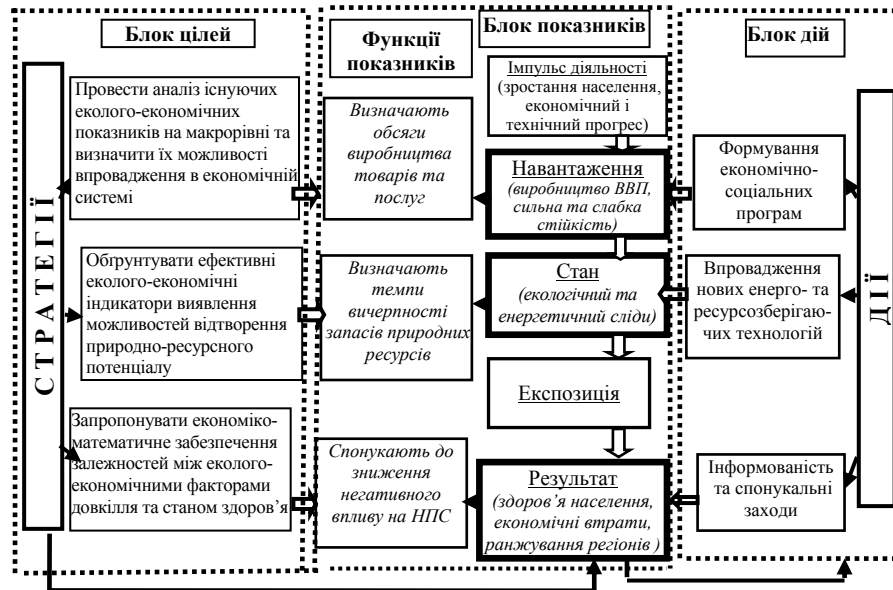 Блок цілей
СТРАТЕГІЇ
Провести аналіз існуючих
еколого-економічних
показників на макрорівні та
визначити їх можливості
впровадження в економічній
системі
Обґрунтувати ефективні
еколого-економічні
індикатори виявлення
можливостей відтворення
природно-ресурсного
потенціалу
Запропонувати економіко-
математичне забезпечення
залежностей між еколого-
економічними факторами
довкілля та станом здоров’я
Функції
показників
Визначають
обсяги
виробництва
товарів та
послуг
Визначають
темпи
вичерпності
запасів природних
ресурсів
Спонукають до
зниження
негативного
впливу на НПС
Блок показників
Імпульс діяльності
(зростання населення,
економічний і
технічний прогрес)
Навантаження
(виробництво ВВП,
сильна та слабка
стійкість)
Стан
(екологічний та
енергетичний сліди)
Експозиція
Результат
(здоров’я населення,
економічні втрати,
ранжування регіонів )
Блок дій
Формування
економічно-
соціальних
програм
Впровадження
нових енерго- та
ресурсозберігаю-
чих технологій
Інформованість
та спонукальні
заходи
ДІЇ